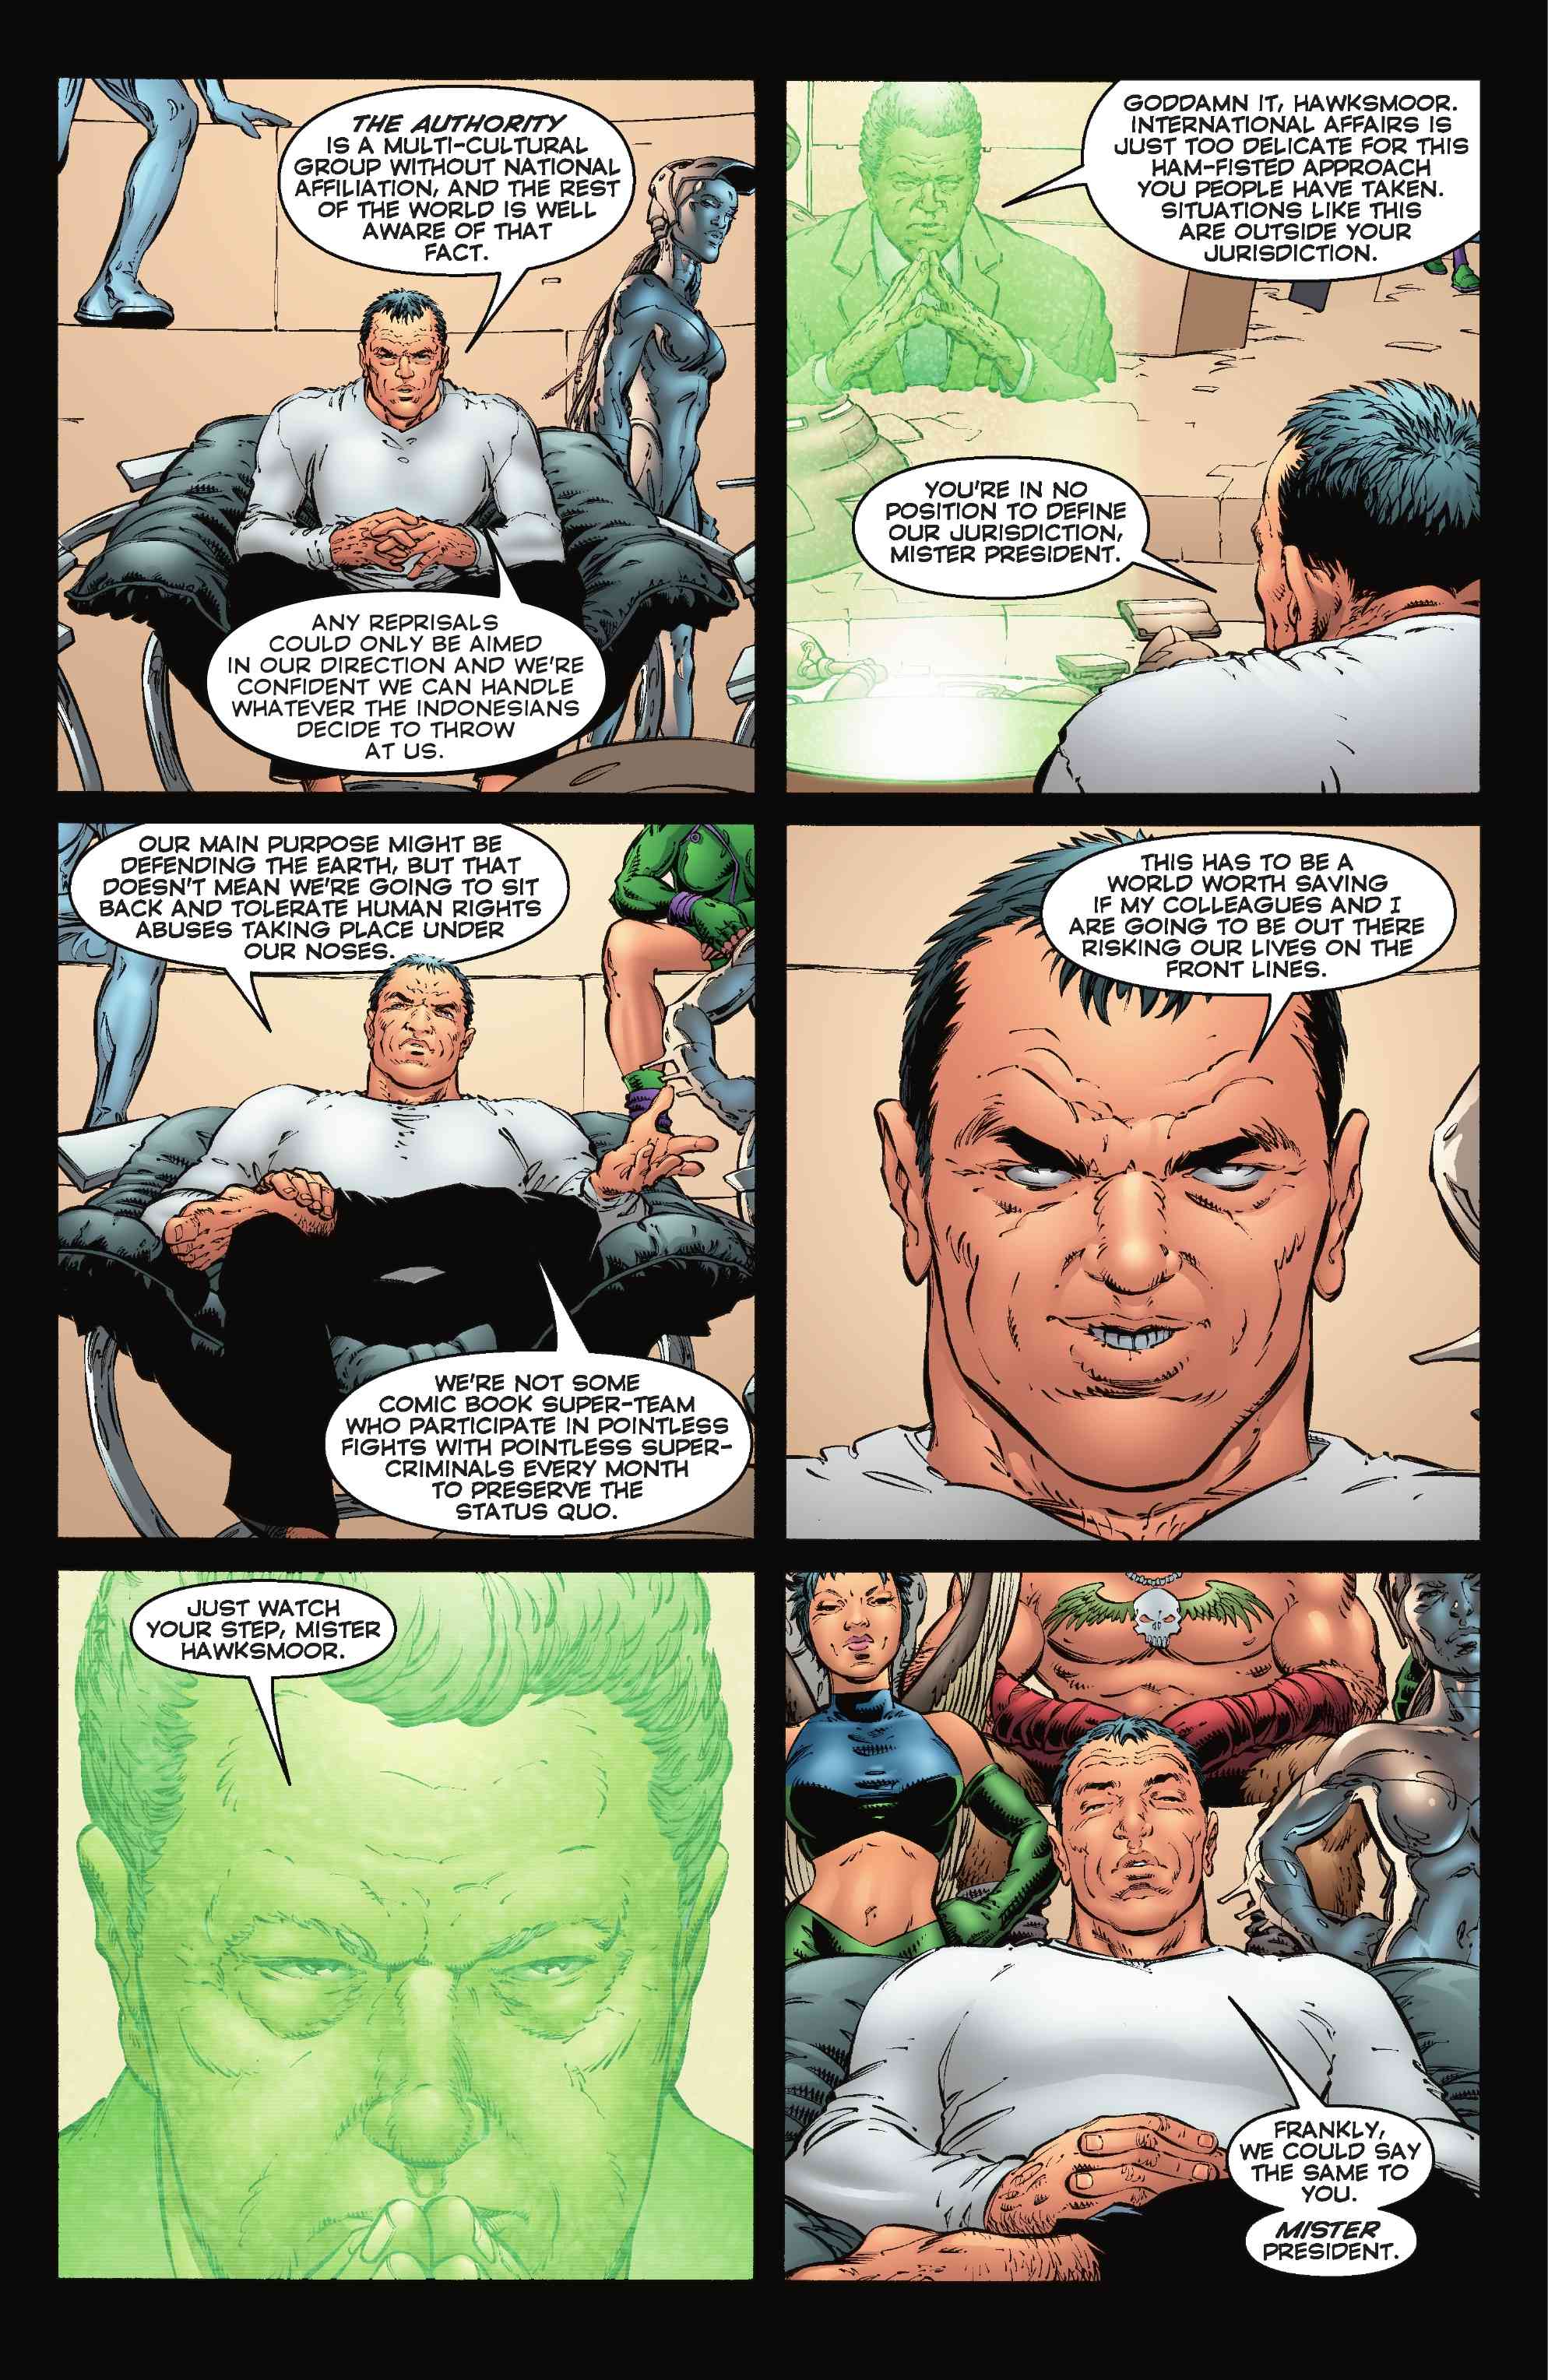 THE AUTHORITY
IS A MULTI-CULTURAL
GROUP WITHOUT NATIONAL
AFFILIATION, AND THE REST
OF THE WORLD IS WELL
AWARE OF THAT
FACT.
ANY REPRISALS
COULD ONLY BE AIMED
IN OUR DIRECTION AND WE'RE
CONFIDENT WE CAN HANDLE
WHATEVER THE INDONESIANS
DECIDE TO THROW
AT US.
GODDAMN IT, HAWKSMOOR.
INTERNATIONAL AFFAIRS IS
JUST TOO DELICATE FOR THIS
HAM-FISTED APPROACH
YOU PEOPLE HAVE TAKEN.
SITUATIONS LIKE THIS
ARE OUTSIDE YOUR
JURISDICTION.
YOU'RE IN NO
POSITION TO DEFINE
OUR JURISDICTION,
MISTER PRESIDENT.
OUR MAIN PURPOSE MIGHT BE
DEFENDING THE EARTH, BUT THAT
DOESN'T MEAN WE'RE GOING TO SIT
BACK AND TOLERATE HUMAN RIGHTS
ABUSES TAKING PLACE UNDER
OUR NOSES.
WE'RE NOT SOME
COMIC BOOK SUPER-TEAM
WHO PARTICIPATE IN POINTLESS
FIGHTS WITH POINTLESS SUPER-
CRIMINALS EVERY MONTH
TO PRESERVE THE
STATUS QUO.
THIS HAS TO BE A
WORLD WORTH SAVING
IF MY COLLEAGUES AND I
ARE GOING TO BE OUT THERE
RISKING OUR LIVES ON THE
FRONT LINES.
JUST WATCH
YOUR STEP, MISTER
HAWKSMOOR.
FRANKLY,
WE COULD SAY
THE SAME TO
YOU.
MISTER
PRESIDENT.